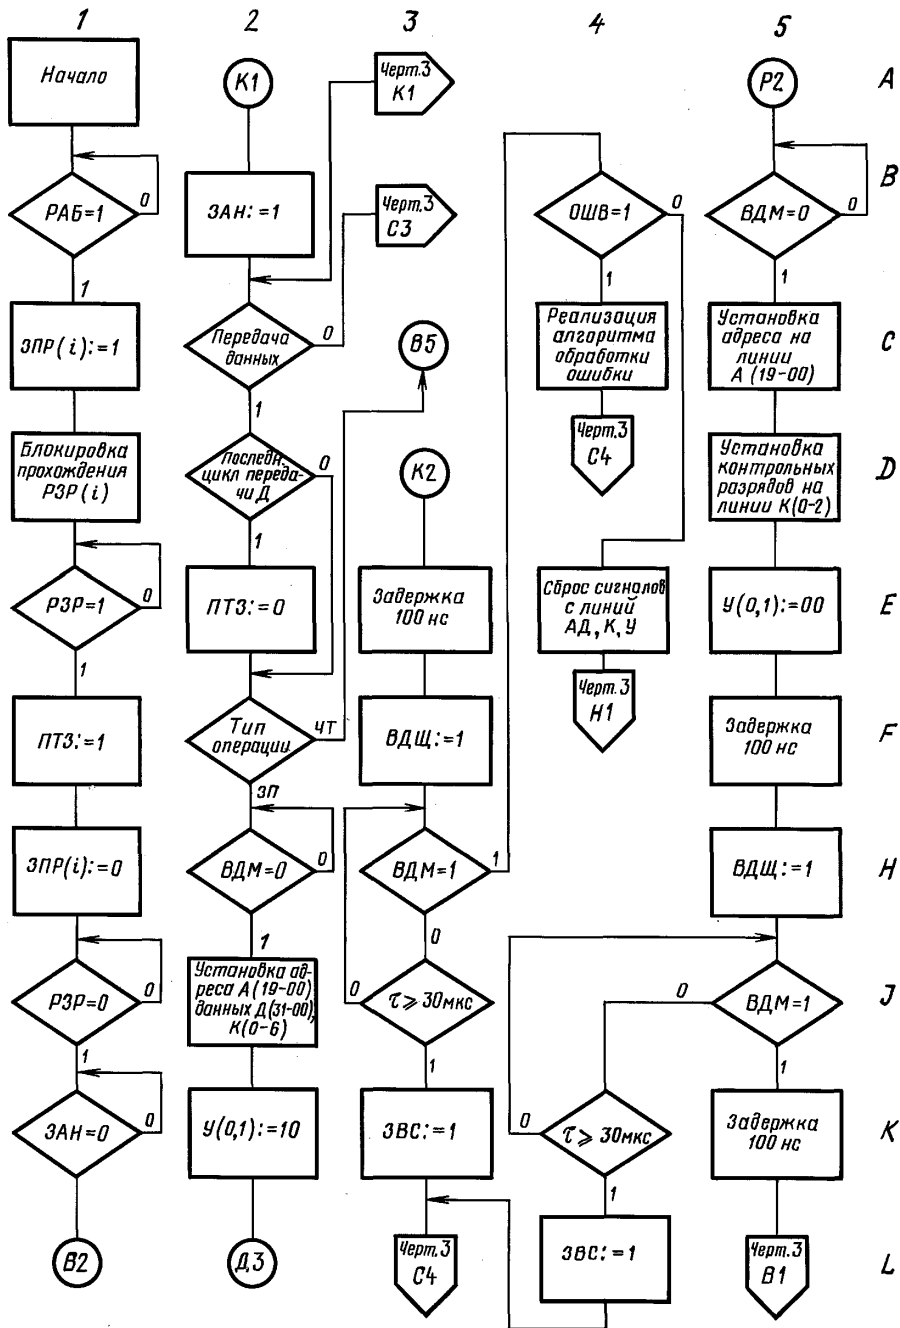 1
2
3
4
5
A
B
C
D
E
F
H
J
K
L
Начало
РАБ=1
0
1
ЗПР(i):=1
Блокировка
прохождения
РЗР(i)
РЗР=1
0
1
ПТЗ:=1
ЗПР(i):=0
РЗР=0
0
1
ЗАН=0
0
В2
К1
ЗАН:=1
Передача
данных
0
1
Последн.
цикл переда-
чи Д
0
1
ПТЗ:=0
Тип
операции
ЧТ
ЗП
ВДМ=0
0
1
Установка ад-
реса А(19-00)
данных Д(31-00),
К(0-6)
У(0,1):=10
Д3
Черт.3
К1
Черт.3
С3
В5
К2
Задержка
100 нс
ВДЩ:=1
ВДМ=1
1
0
τ⩾30мкс
0
1
ЗВС:=1
Черт.3
С4
ОШВ=1
0
1
Реализация
алгоритма
обработки
ошибки
Черт.3
С4
Сброс сигналов
с линий
АД, К, У
Черт.3
Н1
τ⩾30мкс
0
1
ЗВС:=1
Р2
ВДМ=0
0
1
Установка
адреса на
линии
А(19-00)
Установка
контрольных
разрядов на
линии К(0-2)
У(0,1):=00
Задержка
100 нс
ВДЩ:=1
ВДМ=1
0
1
Задержка
100 нс
Черт.3
В1